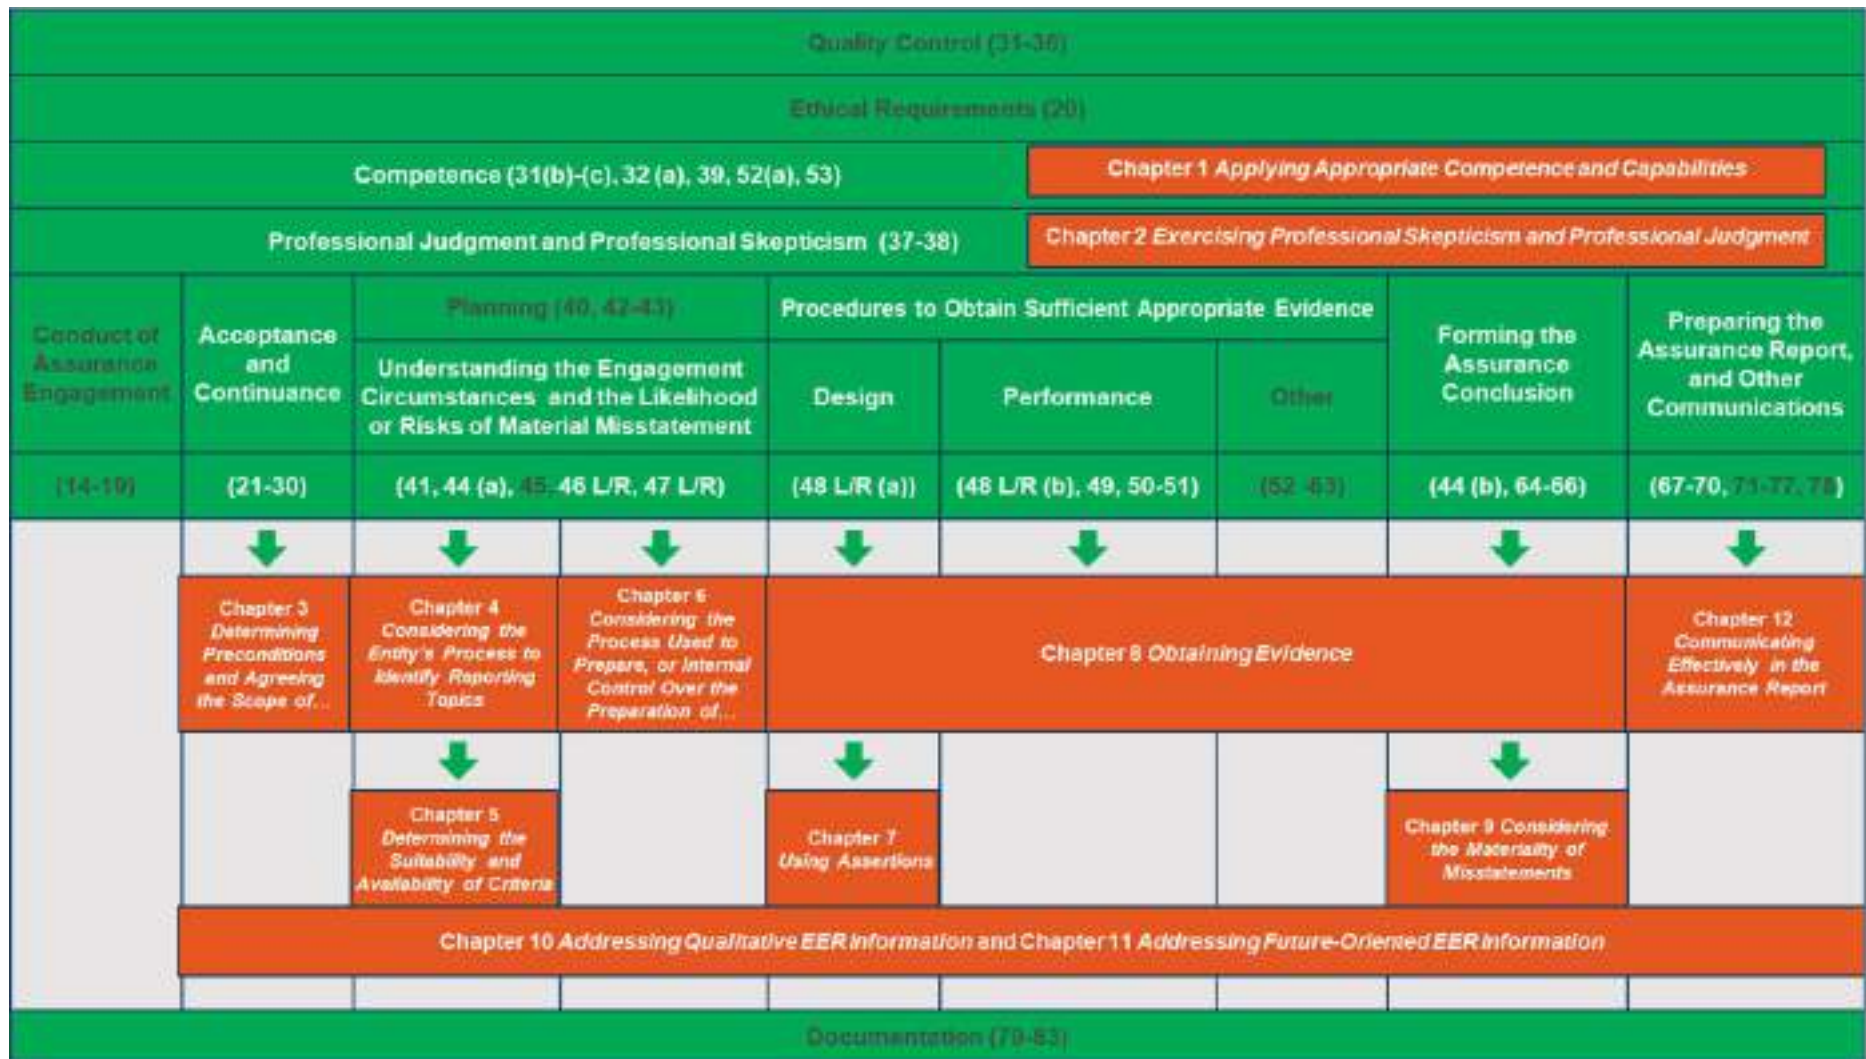 Quality Control (31-36)
Ethical Requirements (20)
Competence (31(b)-(c), 32 (a), 39, 52(a), 53)
Chapter 1 Applying Appropriate Competence and Capabilities
Professional Judgment and Professional Skepticism (37-38)
Chapter 2 Exercising Professional Skepticism and Professional Judgment
Conduct of
Assurance
Engagement
Acceptance
and
Continuance
Planning (40, 42-43)
Understanding the Engagement
Circumstances and the Likelihood
or Risks of Material Misstatement
Procedures to Obtain Sufficient Appropriate Evidence
Design
Performance
Other
Forming the
Assurance
Conclusion
Preparing the
Assurance Report,
and Other
Communications
(14-19)
(21-30)
(41, 44 (a), 45, 46 L/R, 47 L/R)
(48 L/R (a))
(48 L/R (b), 49, 50-51)
(52 -63)
(44 (b), 64-66)
(67-70, 71-77, 78)
Chapter 3
Determining
Preconditions
and Agreeing
the Scope of...
Chapter 4
Considering the
Entity's Process to
Identify Reporting
Topics
Chapter 6
Considering the
Process Used to
Prepare, or Internal
Control Over the
Preparation of...
Chapter 8 Obtaining Evidence
Chapter 12
Communicating
Effectively in the
Assurance Report
Chapter 5
Determining the
Suitability and
Availability of Criteria
Chapter 7
Using Assertions
Chapter 9 Considering
the Materiality of
Misstatements
Chapter 10 Addressing Qualitative EER Information and Chapter 11 Addressing Future-Oriented EER Information
Documentation (79-83)